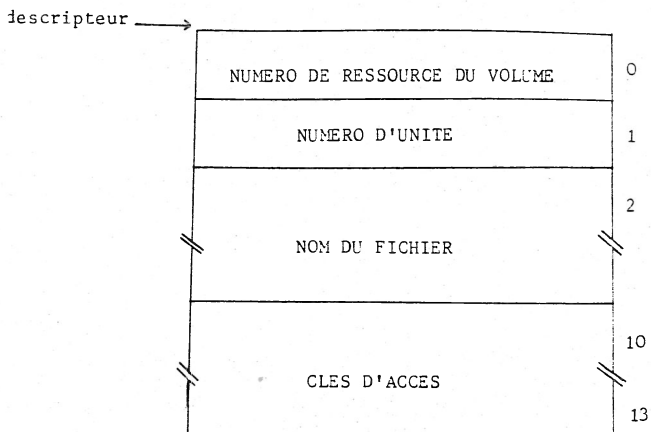 descripteur
NUMERO DE RESSOURCE DU VOLUME 0
NUMERO D'UNITE 1
2
NOM DU FICHIER
10
CLES D'ACCES
13